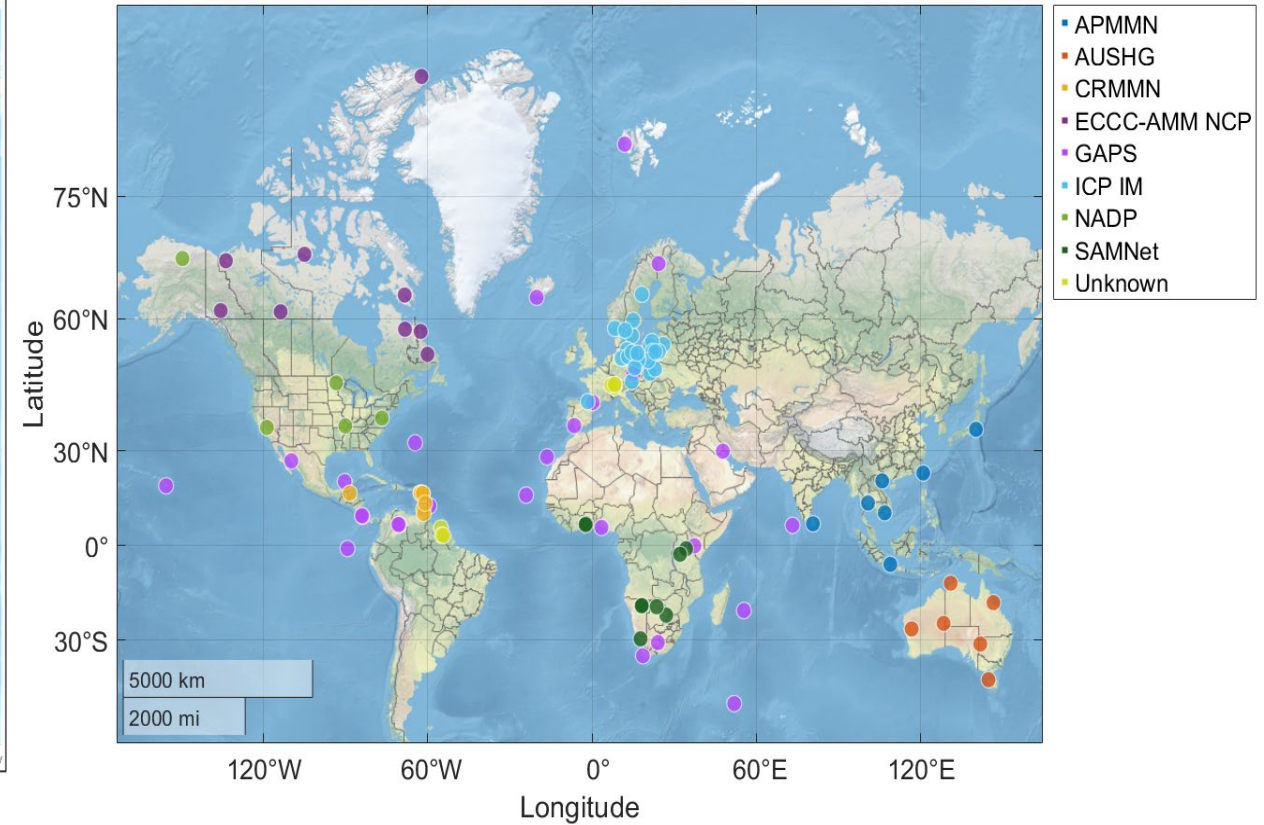 75°N
60°N
30°N
0°
30°S
Latitude
5000 km
2000 mi
120°W
60°W
0°
60°E
120°E
Longitude
APMMN
AUSHG
CRMMN
ECCC-AMM NCP
GAPS
ICP IM
NADP
SAMNet
Unknown